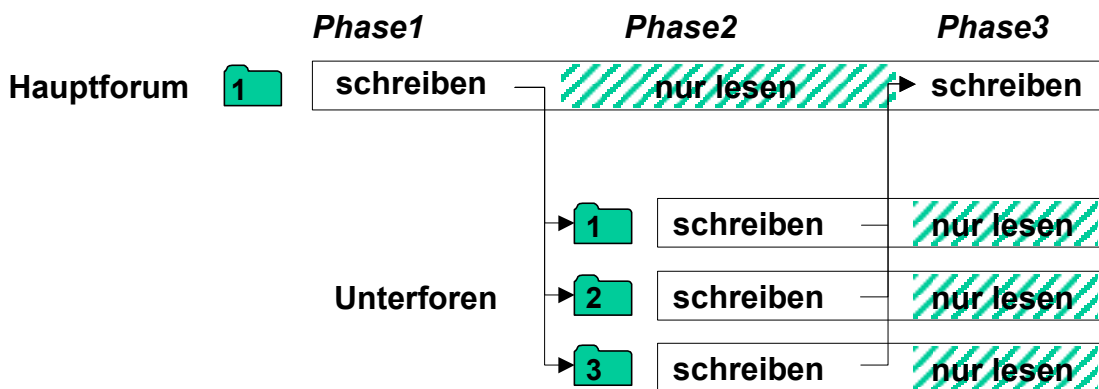 Phase1 Phase2 Phase3
Hauptforum 1 schreiben nur lesen schreiben
1 schreiben nur lesen
Unterforen 2 schreiben nur lesen
3 schreiben nur lesen